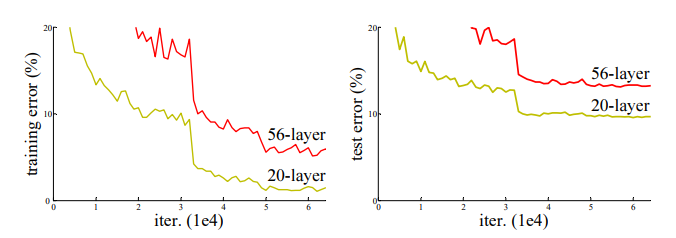 20
10
0
0 1 2 3 4 5 6
training error (%)
iter. (1e4)
56-layer
20-layer
20
10
0
0 1 2 3 4 5 6
test error (%)
iter. (1e4)
56-layer
20-layer